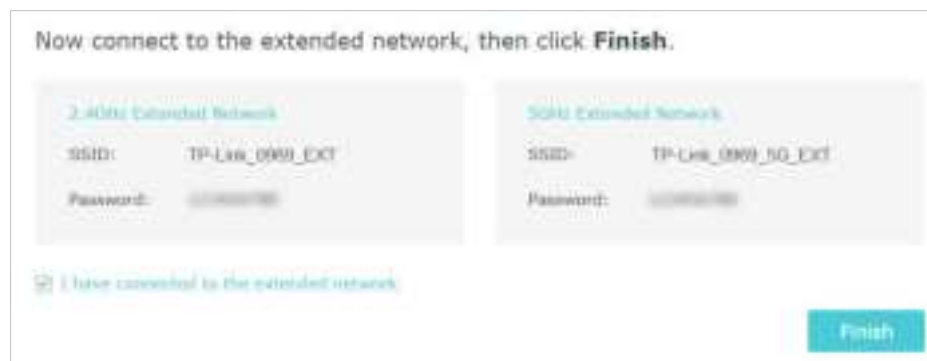 Now connect to the extended network, then click Finish.
2.4GHz Extended Network
SSID: TP-Link_0969_EXT
Password:
5GHz Extended Network
SSID: TP-Link_0969_5G_EXT
Password:
I have connected to the extended network
Finish